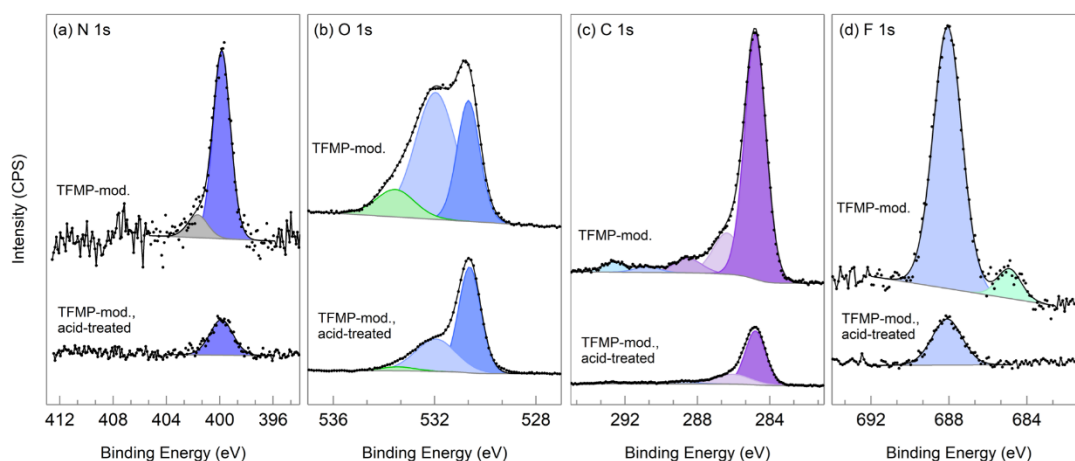 (a) N 1s
(b) O 1s
(c) C 1s
(d) F 1s
Intensity (CPS)
TFMP-mod.
TFMP-mod.
TFMP-mod.
TFMP-mod.
TFMP-mod.,
acid-treated
TFMP-mod.,
acid-treated
TFMP-mod.,
acid-treated
TFMP-mod.,
acid-treated
412 408 404 400 396
536 532 528
292 288 284
692 688 684
Binding Energy (eV)
Binding Energy (eV)
Binding Energy (eV)
Binding Energy (eV)